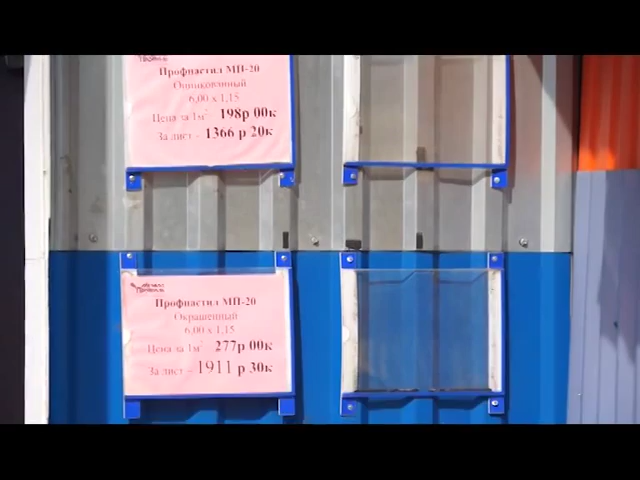 Профнастил МП-20
Оцинкованный
6,00 х 1,15
Цена за 1м² 198р 00к
За лист - 1366 р 20к
Профнастил МП-20
Окрашенный
6,00 х 1,15
Цена за 1м² 277р 00к
За лист - 1911 р 30к